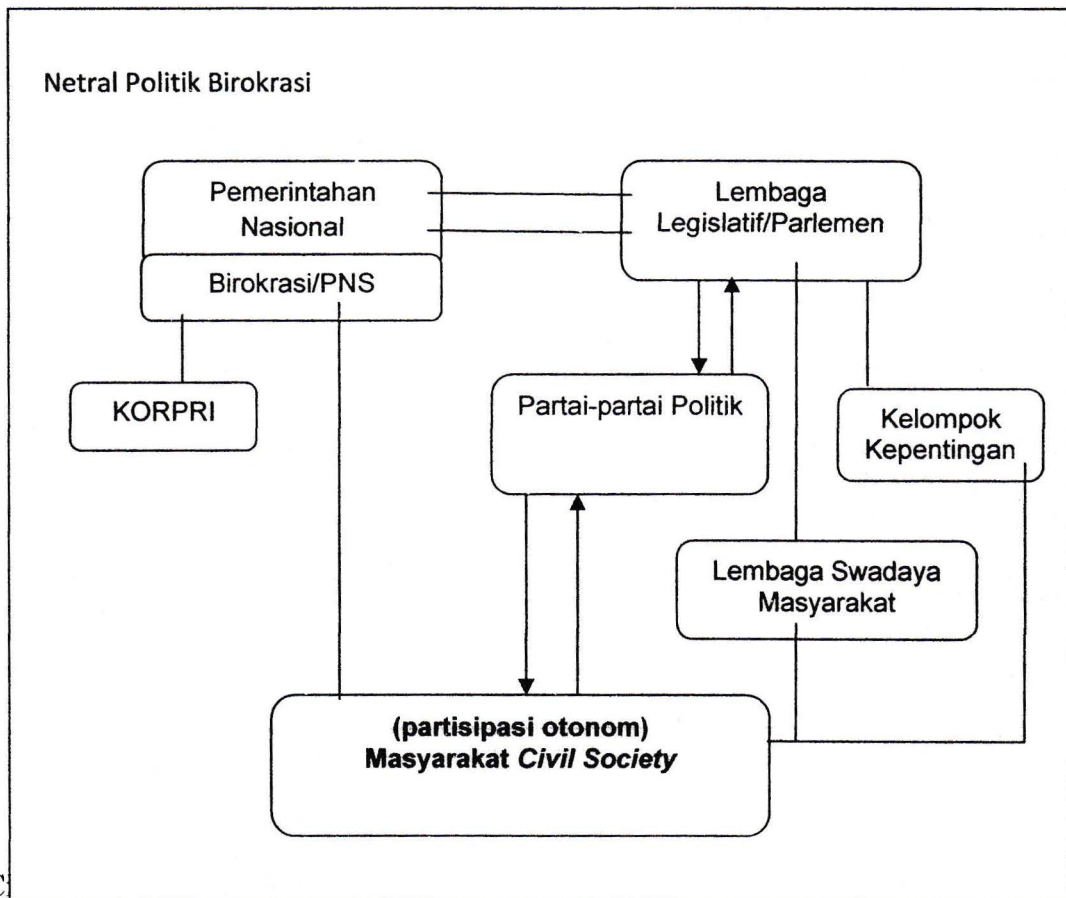 Netral Politik Birokrasi
Pemerintahan
Nasional
Lembaga
Legislatif/Parlemen
Birokrasi/PNS
KORPRI
Partai-partai Politik
Kelompok
Kepentingan
Lembaga Swadaya
Masyarakat
(partisipasi otonom)
Masyarakat Civil Society
C